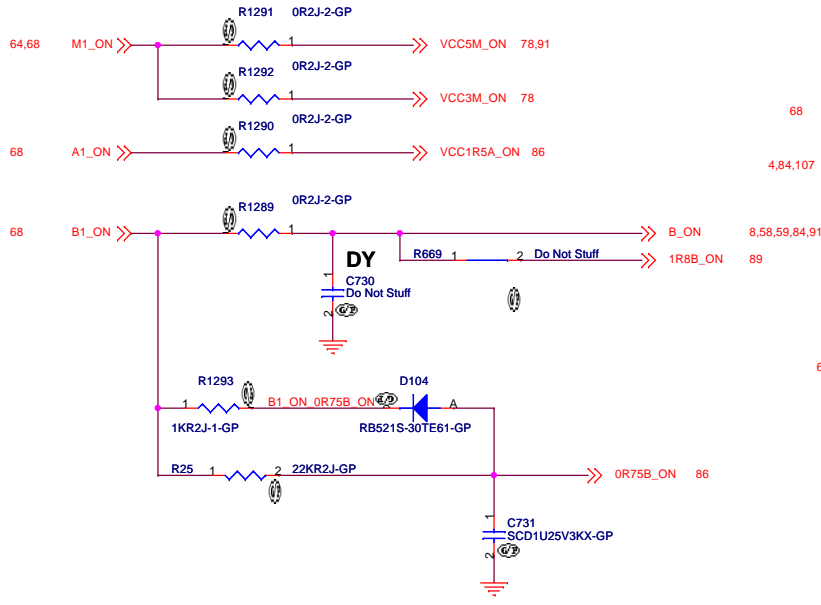 R1291 0R2J-2-GP
64,68 M1_ON 1 VCC5M_ON 78,91
R1292 0R2J-2-GP
1 VCC3M_ON 78
68
R1290 0R2J-2-GP
68 A1_ON 1 VCC1R5A_ON 86
4,84,107
R1289 0R2J-2-GP
68 B1_ON 1 B_ON 8,58,59,84,91
R669 1 2 Do Not Stuff 1R8B_ON 89
DY
1 C730
Do Not Stuff
2 G/P
6
R1293 D104
1 B1_ON_0R75B_ON A
1KR2J-1-GP RB521S-30TE61-GP
R25 1 2 22KR2J-GP 0R75B_ON 86
1 C731
SCD1U25V3KX-GP
2 G/P